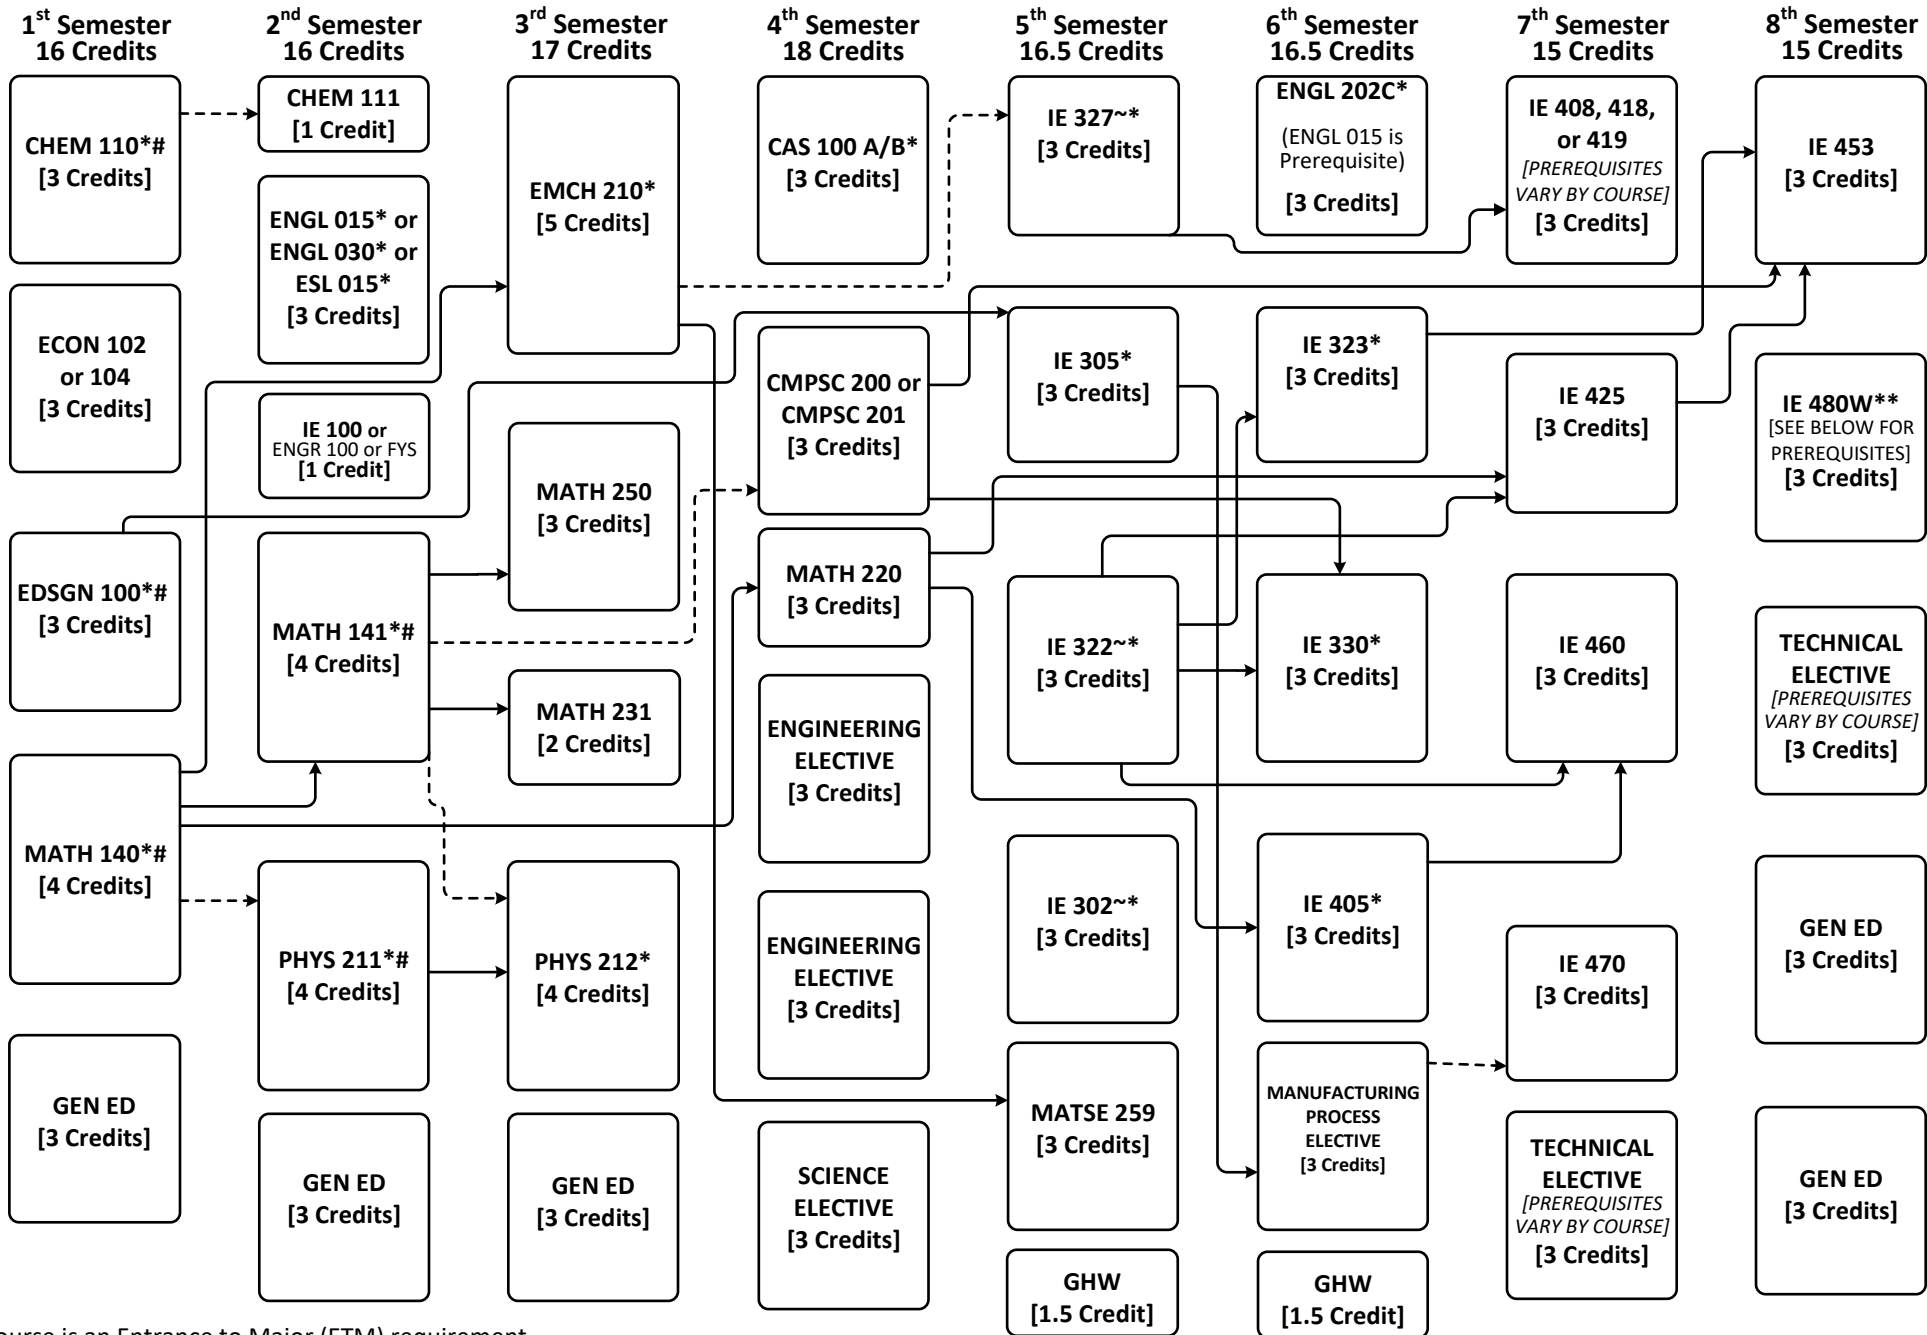 1st Semester
16 Credits
2nd Semester
16 Credits
3rd Semester
17 Credits
4th Semester
18 Credits
5th Semester
16.5 Credits
6th Semester
16.5 Credits
7th Semester
15 Credits
8th Semester
15 Credits
CHEM 110*#
[3 Credits]
ECON 102
or 104
[3 Credits]
EDSGN 100*#
[3 Credits]
MATH 140*#
[4 Credits]
GEN ED
[3 Credits]
CHEM 111
[1 Credit]
ENGL 015* or
ENGL 030* or
ESL 015*
[3 Credits]
IE 100 or
ENGR 100 or FYS
[1 Credit]
MATH 141*#
[4 Credits]
PHYS 211*#
[4 Credits]
GEN ED
[3 Credits]
EMCH 210*
[5 Credits]
MATH 250
[3 Credits]
MATH 231
[2 Credits]
PHYS 212*
[4 Credits]
GEN ED
[3 Credits]
CAS 100 A/B*
[3 Credits]
CMPSC 200 or
CMPSC 201
[3 Credits]
MATH 220
[3 Credits]
ENGINEERING
ELECTIVE
[3 Credits]
ENGINEERING
ELECTIVE
[3 Credits]
SCIENCE
ELECTIVE
[3 Credits]
IE 327~*
[3 Credits]
IE 305*
[3 Credits]
IE 322~*
[3 Credits]
IE 302~*
[3 Credits]
MATSE 259
[3 Credits]
GHW
[1.5 Credit]
ENGL 202C*
(ENGL 015 is
Prerequisite)
[3 Credits]
IE 323*
[3 Credits]
IE 330*
[3 Credits]
IE 405*
[3 Credits]
MANUFACTURING
PROCESS
ELECTIVE
[3 Credits]
GHW
[1.5 Credit]
IE 408, 418,
or 419
[PREREQUISITES
VARY BY COURSE]
[3 Credits]
IE 425
[3 Credits]
IE 460
[3 Credits]
IE 470
[3 Credits]
TECHNICAL
ELECTIVE
[PREREQUISITES
VARY BY COURSE]
[3 Credits]
IE 453
[3 Credits]
IE 480W**
[SEE BELOW FOR
PREREQUISITES]
[3 Credits]
TECHNICAL
ELECTIVE
[PREREQUISITES
VARY BY COURSE]
[3 Credits]
GEN ED
[3 Credits]
GEN ED
[3 Credits]
is an Entrance to Major (ETM) requirement